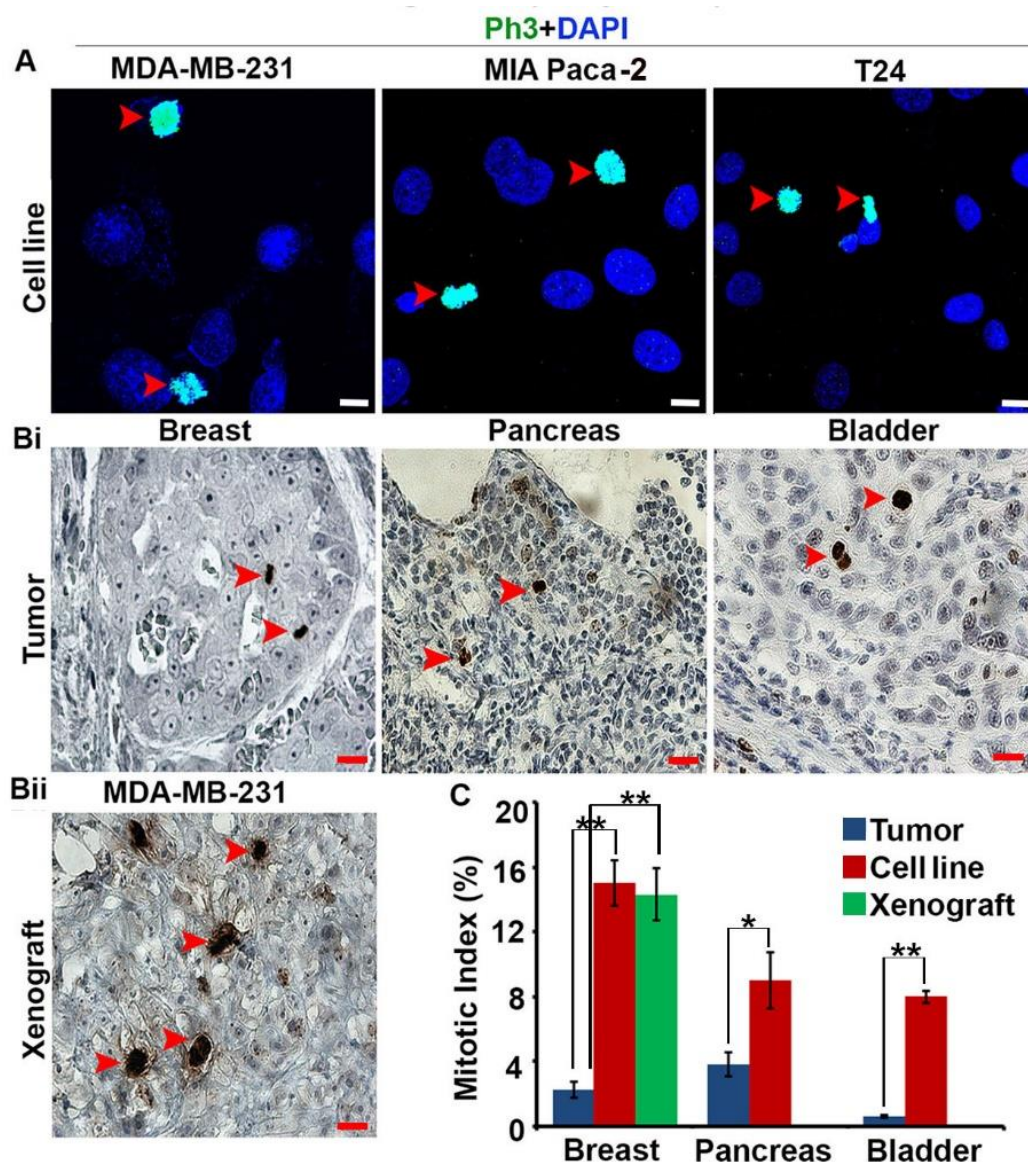 Ph3+DAPI
A
MDA-MB-231
MIA Paca-2
T24
Cell line
Bi
Breast
Pancreas
Bladder
Tumor
Bii
MDA-MB-231
Xenograft
C
20
16
12
8
4
0
Mitotic Index (%)
**
**
*
**
Tumor
Cell line
Xenograft
Breast
Pancreas
Bladder